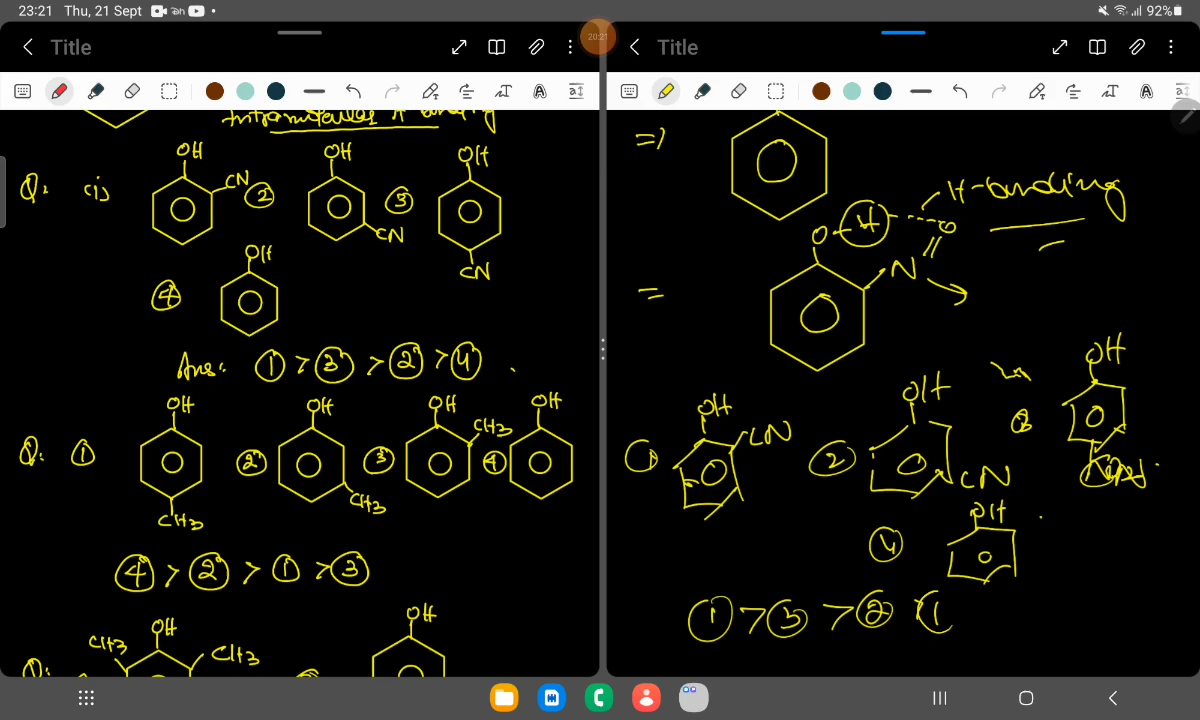 23:21 Thu, 21 Sept
92%
20:21
Title
Title
Intramolecular H bonding
OH
OH
OH
Q: (i)
CN
②
③
CN
CN
OH
④
Ans: ① > ③ > ② > ④ .
OH
OH
OH
OH
Q: ①
②
③
CH3
④
CH3
CH3
④ > ② > ① > ③
OH
OH
CH3
CH3
Q:
=)
H-bonding
O - H ---- O
N
=
OH
OH
OH
①
CN
②
CN
③
OH
④
① > ③ > ②